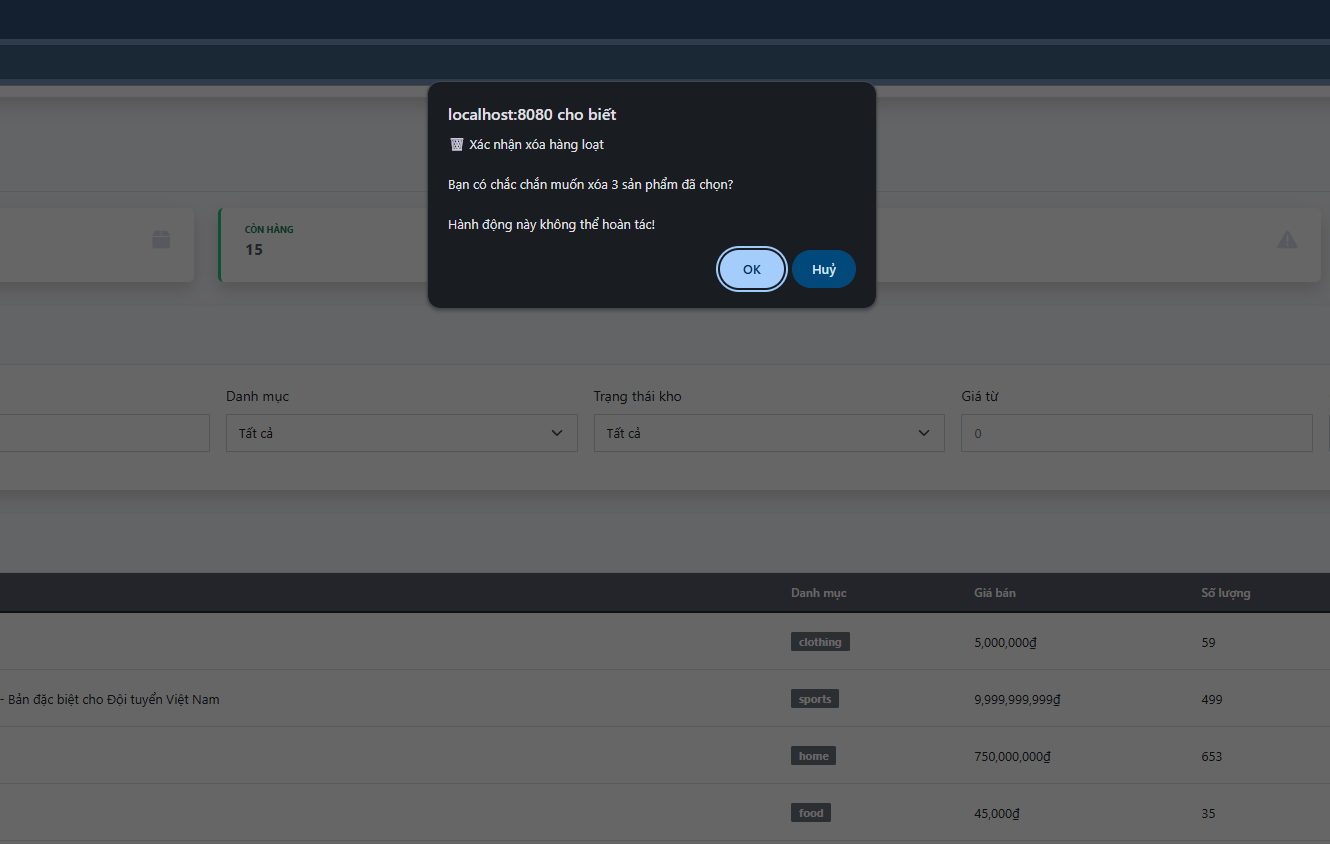 localhost:8080 cho biết
🗑️ Xác nhận xóa hàng loạt
Bạn có chắc chắn muốn xóa 3 sản phẩm đã chọn?
Hành động này không thể hoàn tác!
OK Huỷ
CÒN HÀNG
15
Danh mục Trạng thái kho Giá từ
Tất cả Tất cả 0
Danh mục Giá bán Số lượng
clothing 5,000,000₫ 59
- Bản đặc biệt cho Đội tuyển Việt Nam sports 9,999,999,999₫ 499
home 750,000,000₫ 653
food 45,000₫ 35